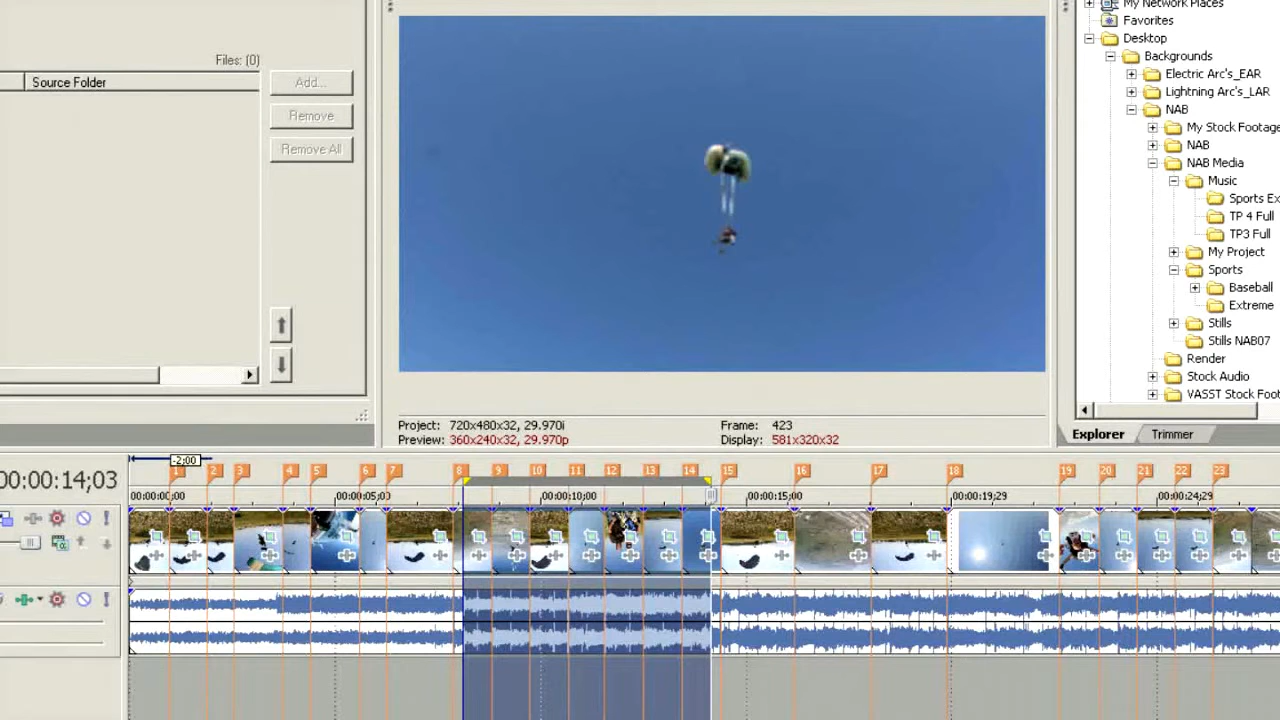 My Network Places
Favorites
Desktop
Backgrounds
Electric Arc's_EAR
Lightning Arc's_LAR
NAB
My Stock Footage
NAB
NAB Media
Music
Sports Ex
TP 4 Full
TP3 Full
My Project
Sports
Baseball
Extreme
Stills
Stills NAB07
Render
Stock Audio
VASST Stock Foot
Explorer
Trimmer
Files: (0)
Source Folder
Add...
Remove
Remove All
Project: 720x480x32, 29.970i
Frame: 423
Preview: 360x240x32, 29.970p
Display: 581x320x32
00:00:14,03
-2;00
1 2 3 4 5 6 7 8 9 10 11 12 13 14 15 16 17 18 19 20 21 22 23
00:00:00;00 00:00:05;00 00:00:10;00 00:00:15;00 00:00:19;29 00:00:24;29